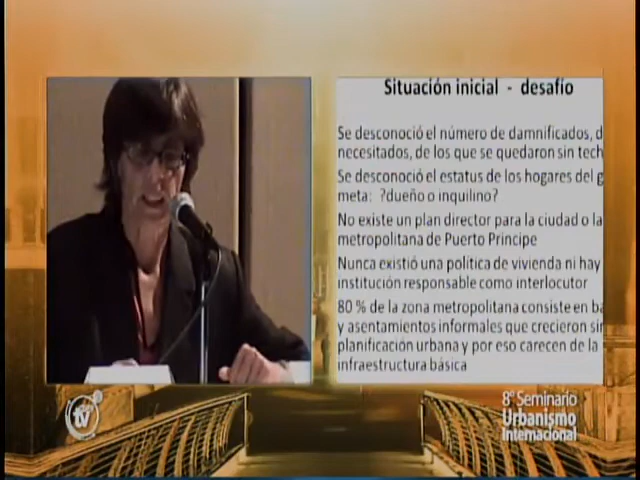 Situación inicial - desafío
Se desconoció el número de damnificados, d
necesitados, de los que se quedaron sin tech
Se desconoció el estatus de los hogares del g
meta: ?dueño o inquilino?
No existe un plan director para la ciudad o la
metropolitana de Puerto Principe
Nunca existió una política de vivienda ni hay
institución responsable como interlocutor
80 % de la zona metropolitana consiste en ba
y asentamientos informales que crecieron sin
planificación urbana y por eso carecen de la
infraestructura básica
tv
8º Seminario
Urbanismo
Internacional